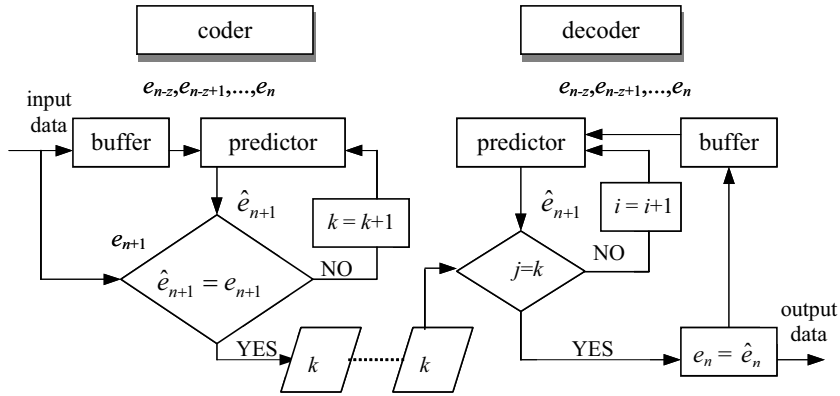 coder
e_{n-z},e_{n-z+1},...,e_n
input
data
buffer
predictor
ê_{n+1}
k = k+1
e_{n+1}
ê_{n+1} = e_{n+1}
NO
YES
k
decoder
e_{n-z},e_{n-z+1},...,e_n
predictor
buffer
ê_{n+1}
i = i+1
NO
j=k
YES
k
e_n = ê_n
output
data